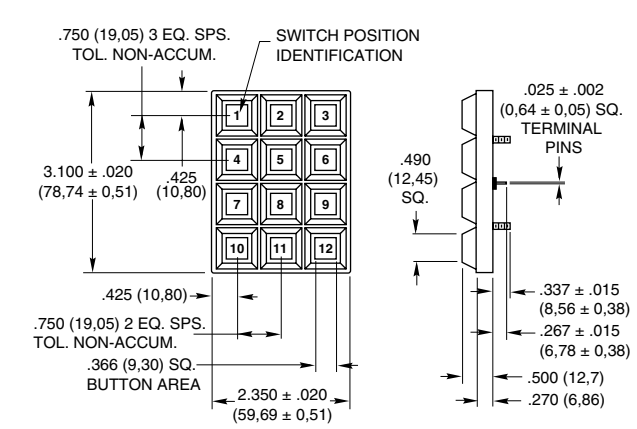 .750 (19,05) 3 EQ. SPS.
TOL. NON-ACCUM.
SWITCH POSITION
IDENTIFICATION
1
2
3
4
5
6
7
8
9
10
11
12
3.100 ± .020
(78,74 ± 0,51)
.425
(10,80)
.425 (10,80)
.750 (19,05) 2 EQ. SPS.
TOL. NON-ACCUM.
.366 (9,30) SQ.
BUTTON AREA
2.350 ± .020
(59,69 ± 0,51)
.025 ± .002
(0,64 ± 0,05) SQ.
TERMINAL
PINS
.490
(12,45)
SQ.
.337 ± .015
(8,56 ± 0,38)
.267 ± .015
(6,78 ± 0,38)
.500 (12,7)
.270 (6,86)